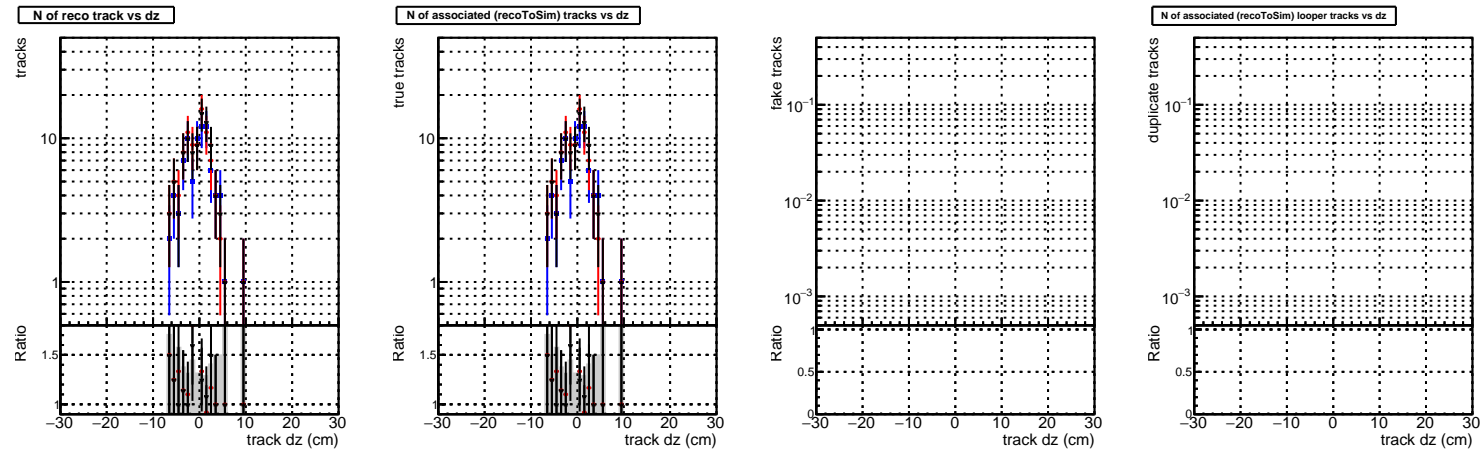 N of reco track vs dz
tracks
10
1
Ratio
1.5
1
−30 −20 −10 0 10 20 30
track dz (cm)
N of associated (recoToSim) tracks vs dz
true tracks
10
1
Ratio
1.5
1
−30 −20 −10 0 10 20 30
track dz (cm)
fake tracks
10−1
10−2
10−3
Ratio
1
0.5
0
−30 −20 −10 0 10 20 30
track dz (cm)
N of associated (recoToSim) looper tracks vs dz
duplicate tracks
10−1
10−2
10−3
Ratio
1
0.5
0
−30 −20 −10 0 10 20 30
track dz (cm)